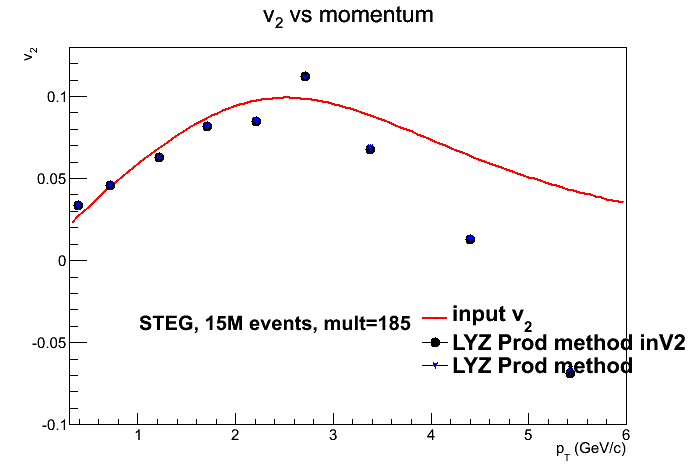 v2 vs momentum
v2
0.1
0.05
0
-0.05
-0.1
STEG, 15M events, mult=185
input v2
LYZ Prod method inV2
LYZ Prod method
1 2 3 4 5 6
pT (GeV/c)